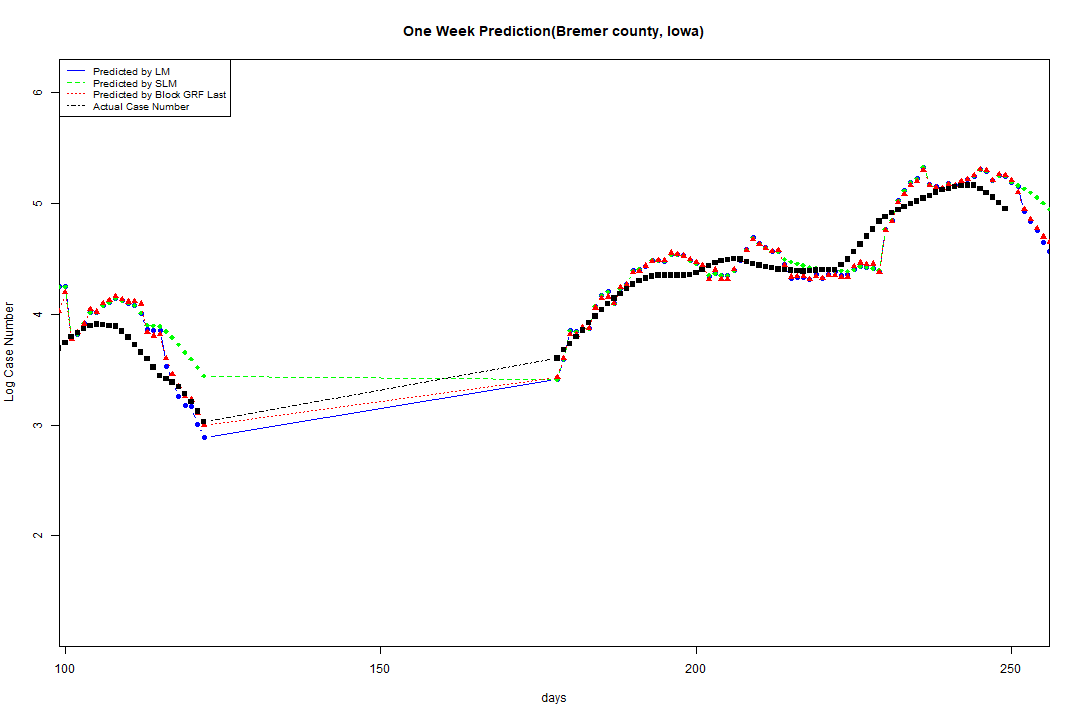 One Week Prediction(Bremer county, Iowa)
Predicted by LM
Predicted by SLM
Predicted by Block GRF Last
Actual Case Number
6
5
4
3
2
Log Case Number
100 150 200 250
days